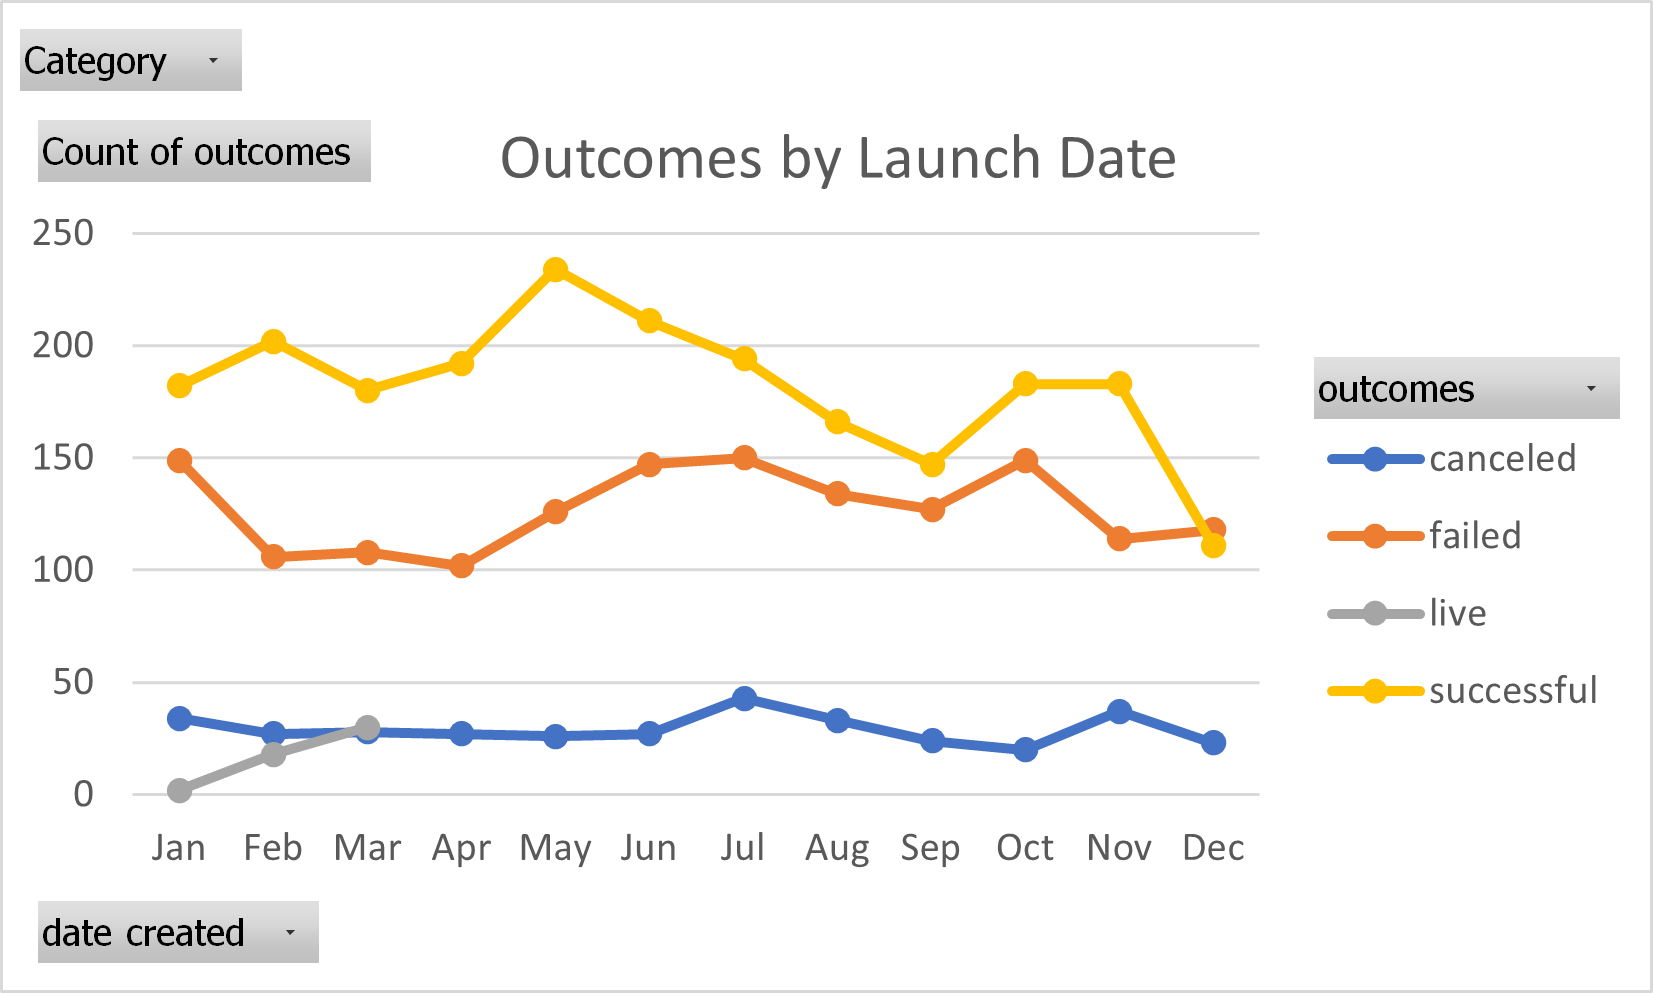 Category
Count of outcomes
Outcomes by Launch Date
250
200
150
100
50
0
Jan Feb Mar Apr May Jun Jul Aug Sep Oct Nov Dec
outcomes
canceled
failed
live
successful
date created